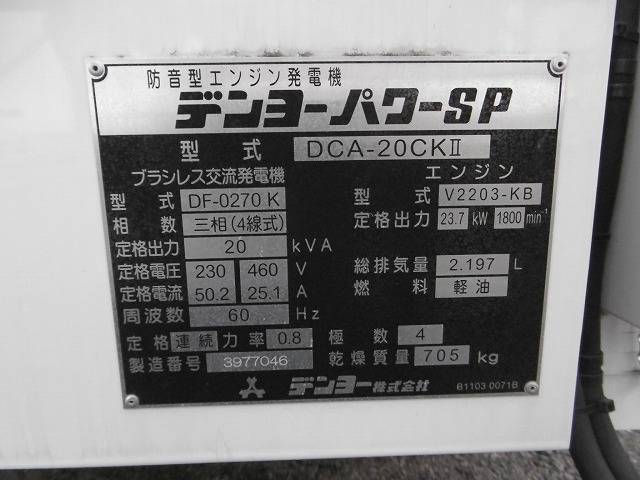 防音型エンジン発電機
デンヨーパワーSP
型式 DCA-20CKⅡ
ブラシレス交流発電機 エンジン
型式 DF-0270 K 型式 V2203-KB
相数 三相(4線式) 定格出力 23.7 kW 1800 min⁻¹
定格出力 20 kVA
定格電圧 230 460 V 総排気量 2.197 L
定格電流 50.2 25.1 A 燃料 軽油
周波数 60 Hz
定格 連続 力率 0.8 極数 4
製造番号 3977046 乾燥質量 705 kg
デンヨー株式会社 B1103 0071B